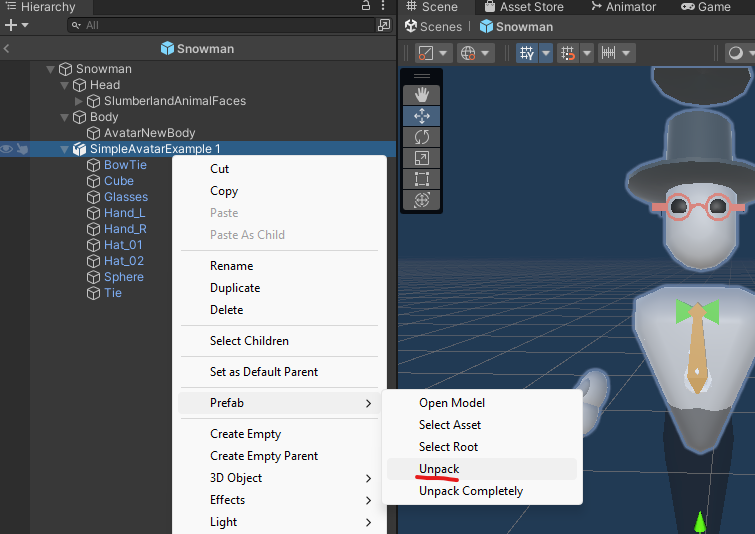 Hierarchy
All
Snowman
Snowman
Head
SlumberlandAnimalFaces
Body
AvatarNewBody
SimpleAvatarExample 1
BowTie
Cube
Glasses
Hand_L
Hand_R
Hat_01
Hat_02
Sphere
Tie
Cut
Copy
Paste
Paste As Child
Rename
Duplicate
Delete
Select Children
Set as Default Parent
Prefab
Create Empty
Create Empty Parent
3D Object
Effects
Light
Open Model
Select Asset
Select Root
Unpack
Unpack Completely
Scene Asset Store Animator Game
Scenes Snowman